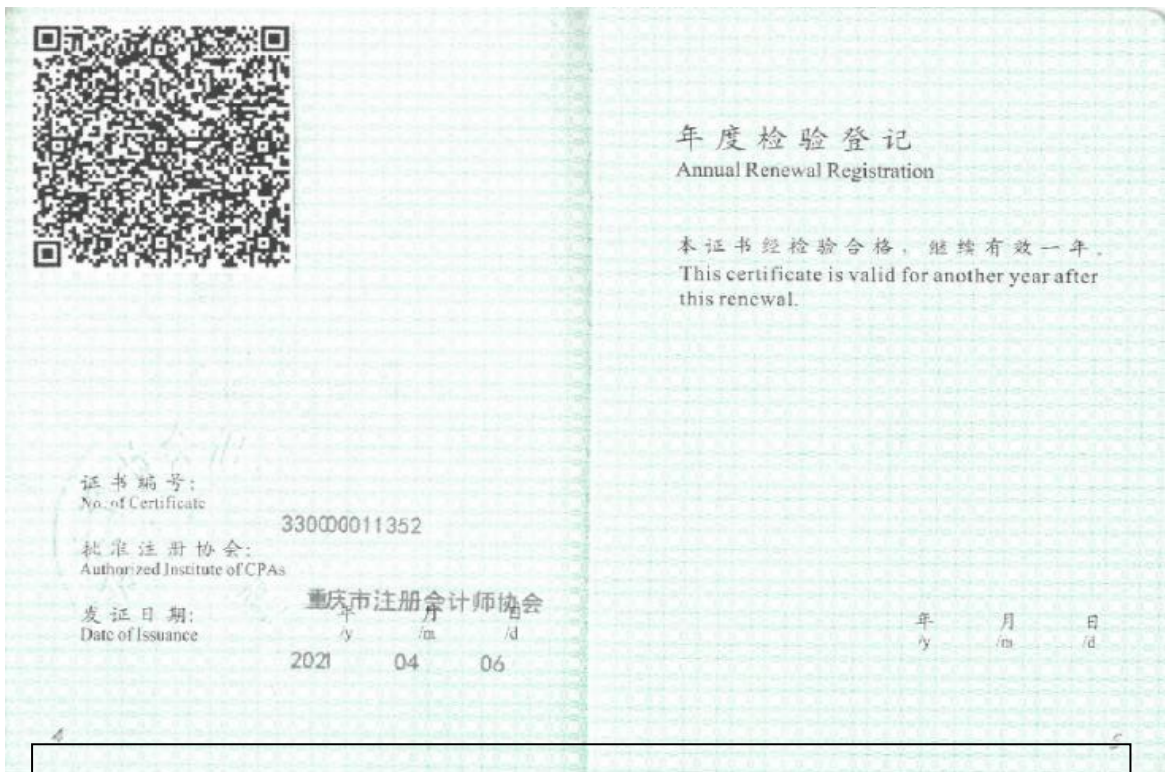 证书编号:
No. of Certificate
330000011352
批准注册协会:
Authorized Institute of CPAs
重庆市注册会计师协会
发证日期:
Date of Issuance
年 月 日
/y /m /d
2021 04 06
4
年度检验登记
Annual Renewal Registration
本证书经检验合格，继续有效一年。
This certificate is valid for another year after
this renewal.
年 月 日
/y /m /d
5